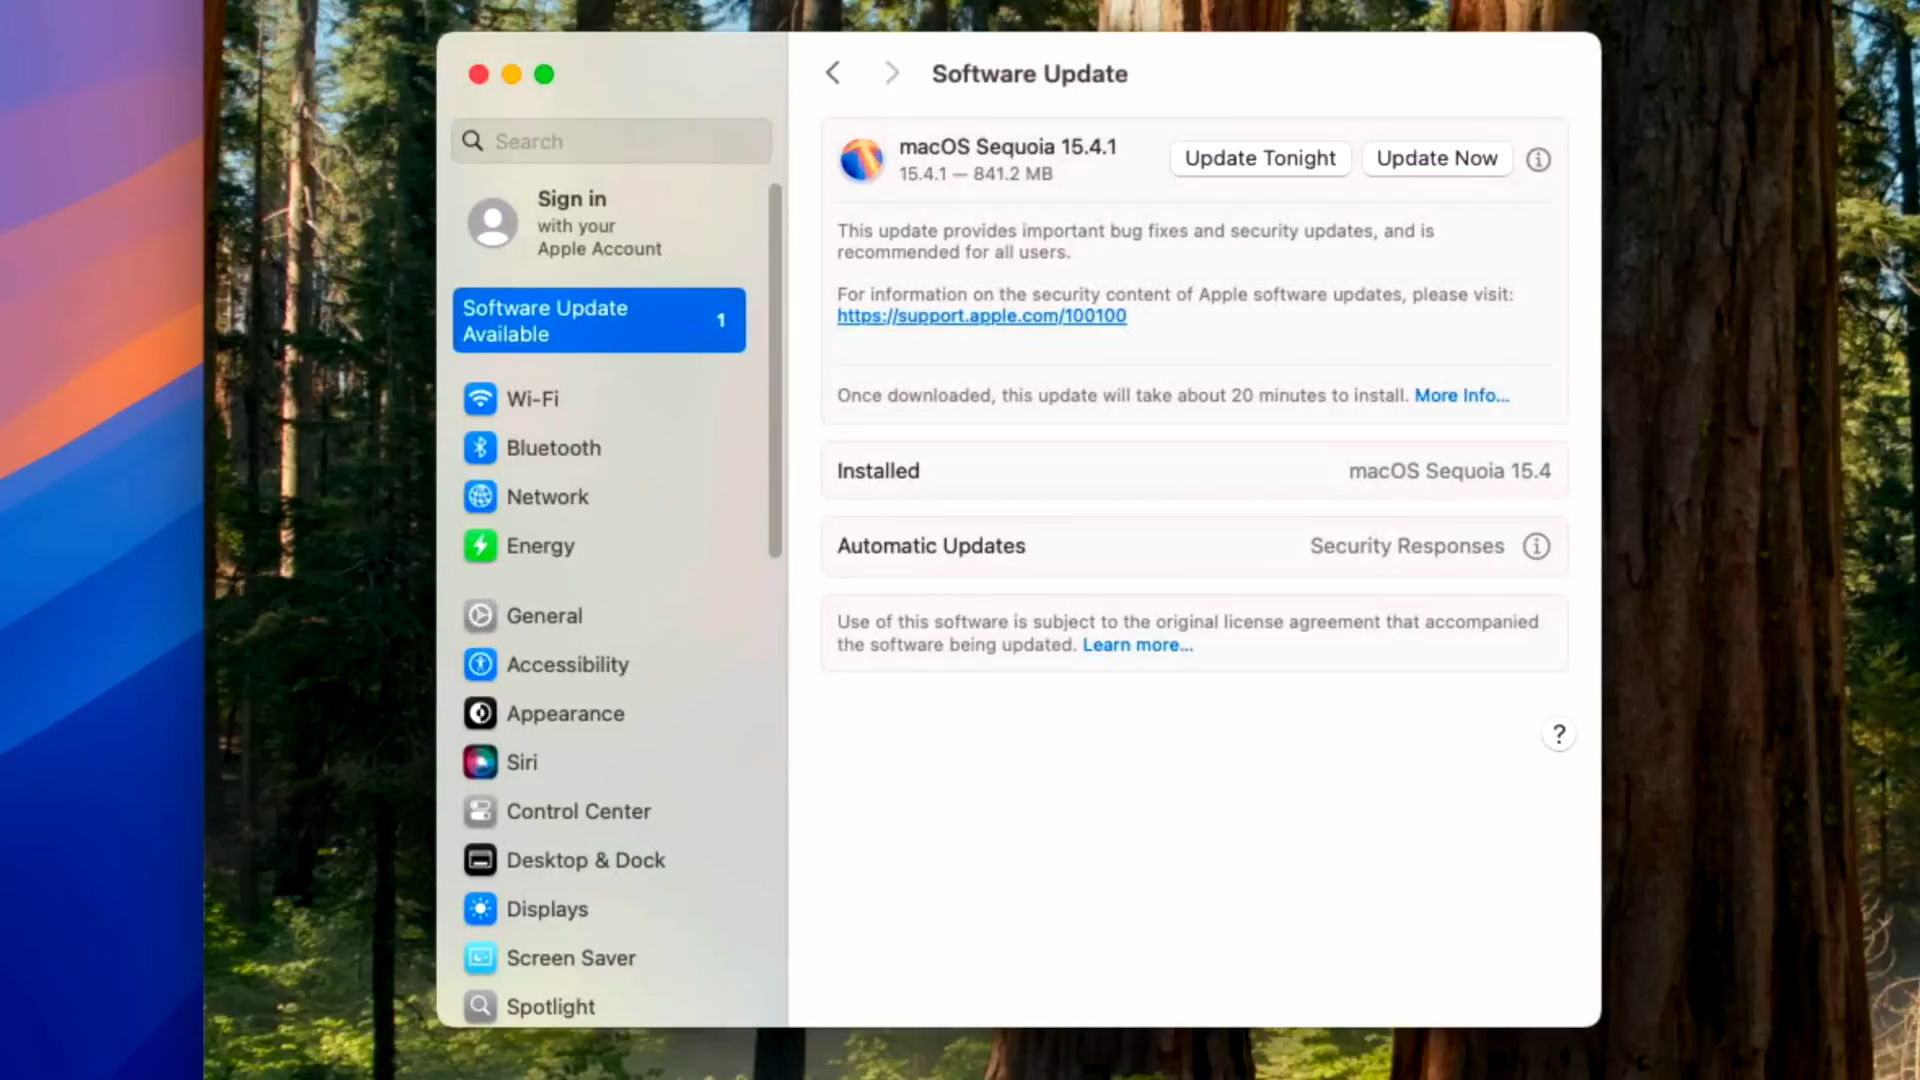 Search
Sign in
with your
Apple Account
Software Update
Available
1
Wi-Fi
Bluetooth
Network
Energy
General
Accessibility
Appearance
Siri
Control Center
Desktop & Dock
Displays
Screen Saver
Spotlight
Software Update
macOS Sequoia 15.4.1
15.4.1 — 841.2 MB
Update Tonight
Update Now
This update provides important bug fixes and security updates, and is
recommended for all users.
For information on the security content of Apple software updates, please visit:
https://support.apple.com/100100
Once downloaded, this update will take about 20 minutes to install. More Info...
Installed
macOS Sequoia 15.4
Automatic Updates
Security Responses
Use of this software is subject to the original license agreement that accompanied
the software being updated. Learn more...
?